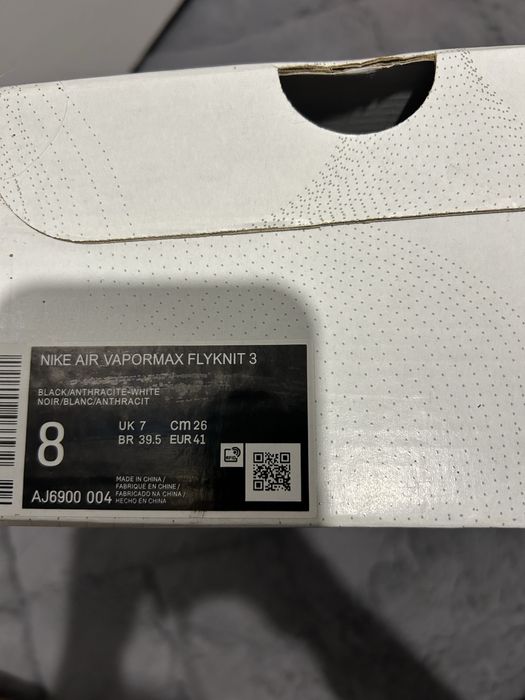 NIKE AIR VAPORMAX FLYKNIT 3
BLACK/ANTHRACITE-WHITE
NOIR/BLANC/ANTHRACIT
8
UK 7 Cm 26
BR 39.5 EUR 41
AJ6900 004
MADE IN CHINA /
FABRIQUE EN CHINE /
FABRICADO NA CHINA /
HECHO EN CHINA